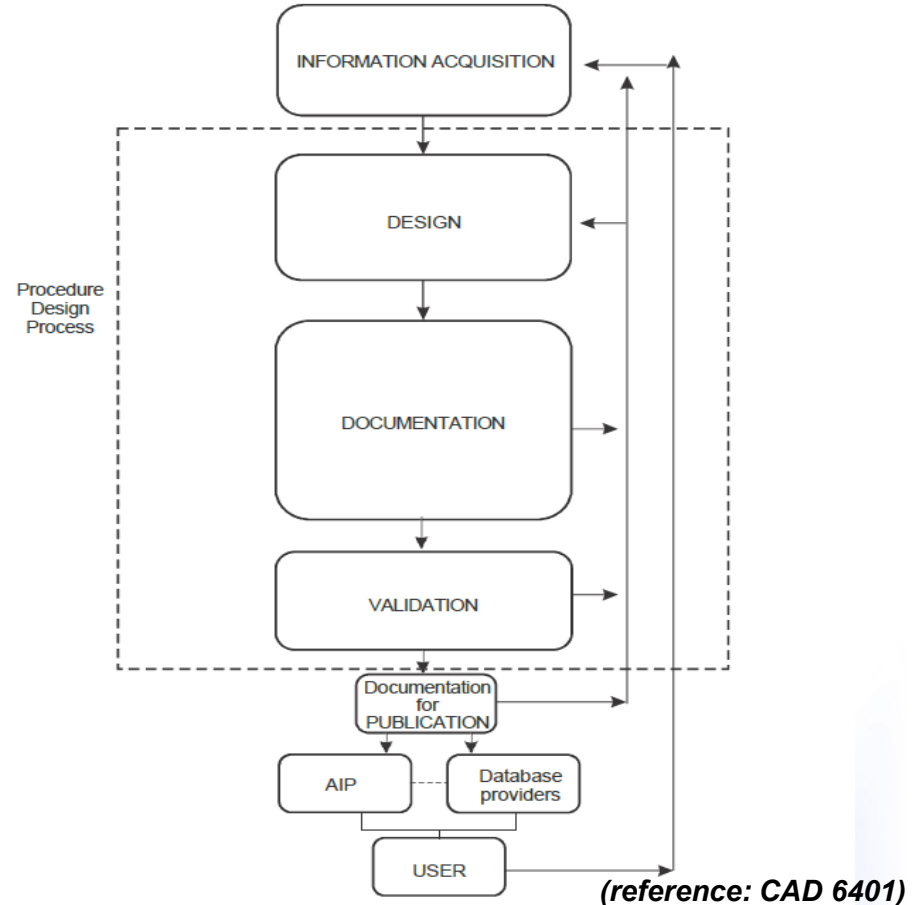 INFORMATION ACQUISITION
DESIGN
Procedure
Design
Process
DOCUMENTATION
VALIDATION
Documentation
for
PUBLICATION
AIP
Database
providers
USER
(reference: CAD 6401)